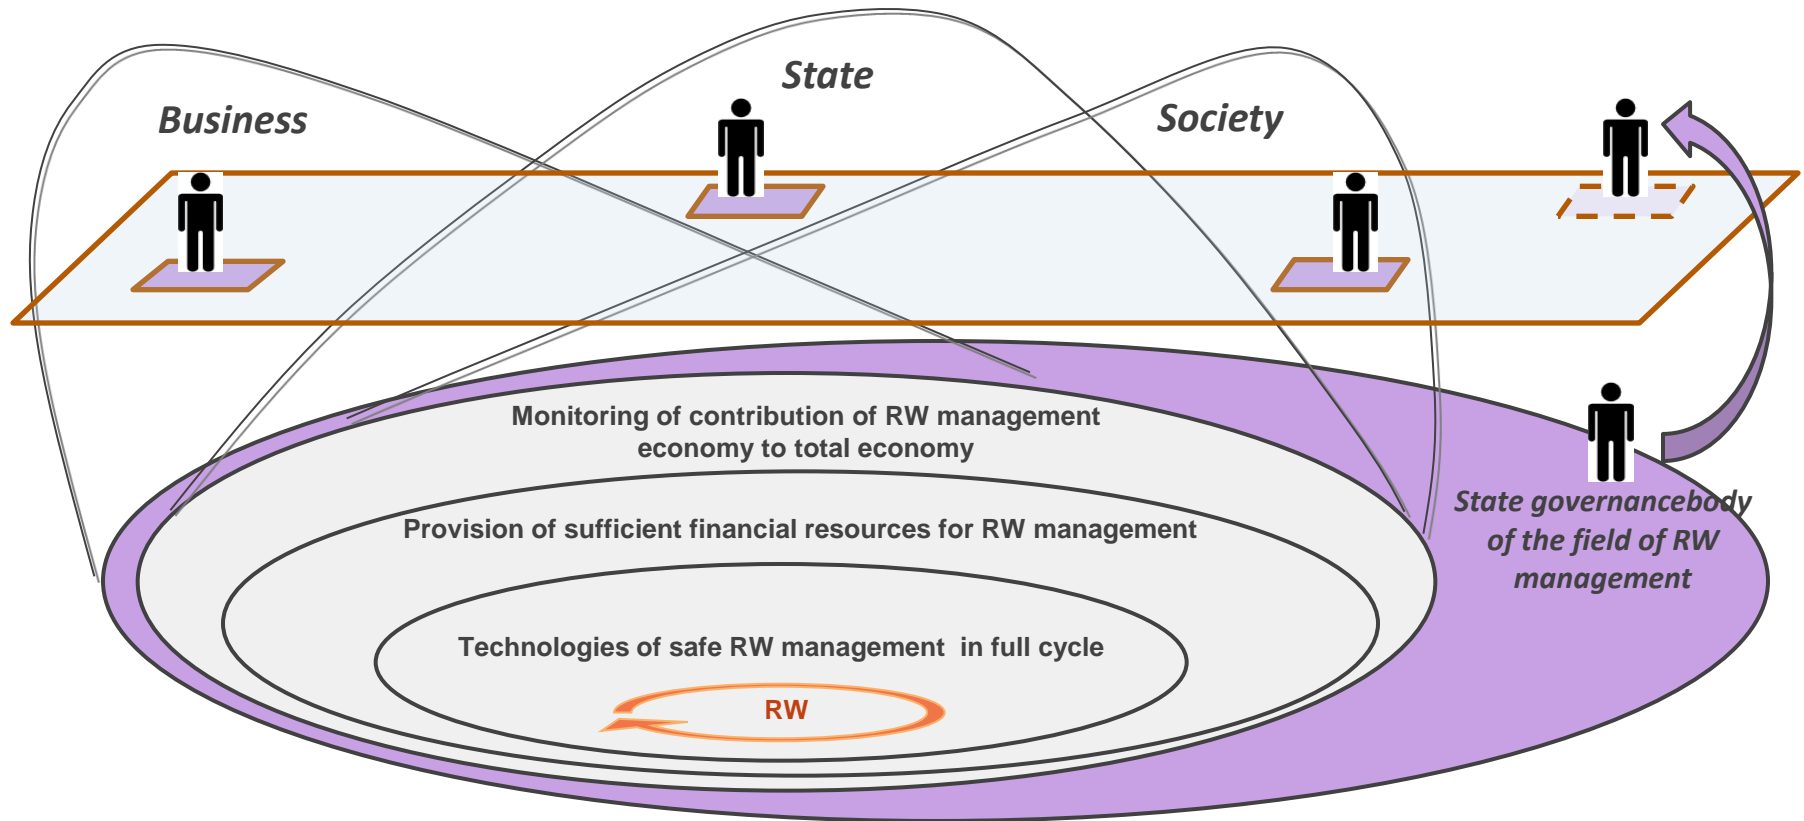 State
Business
Society
Monitoring of contribution of RW management
economy to total economy
State governancebody
of the field of RW
management
Provision of sufficient financial resources for RW management
Technologies of safe RW management  in full cycle
RW